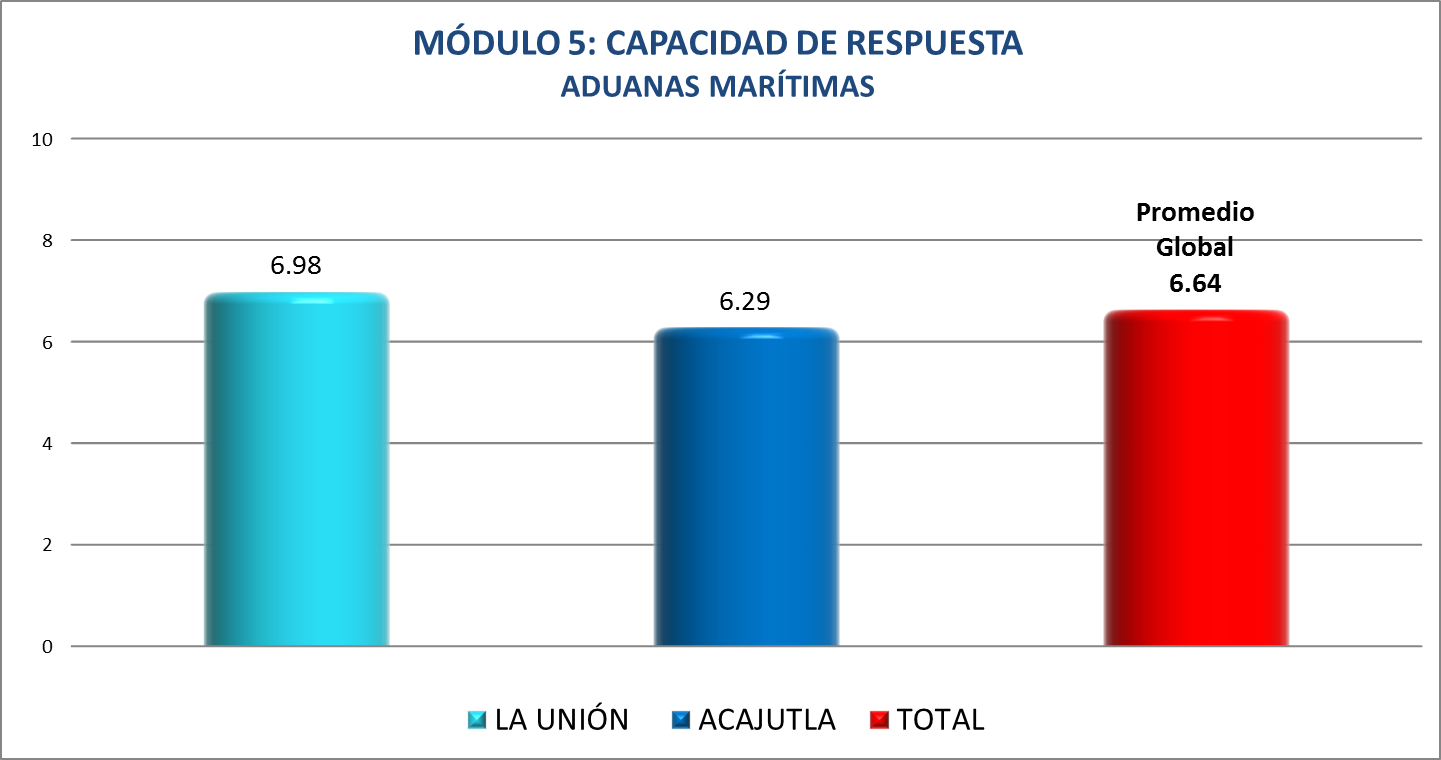 MÓDULO 5: CAPACIDAD DE RESPUESTA
ADUANAS MARÍTIMAS
10
8
6
4
2
0
6.98
6.29
Promedio
Global
6.64
LA UNIÓN
ACAJUTLA
TOTAL